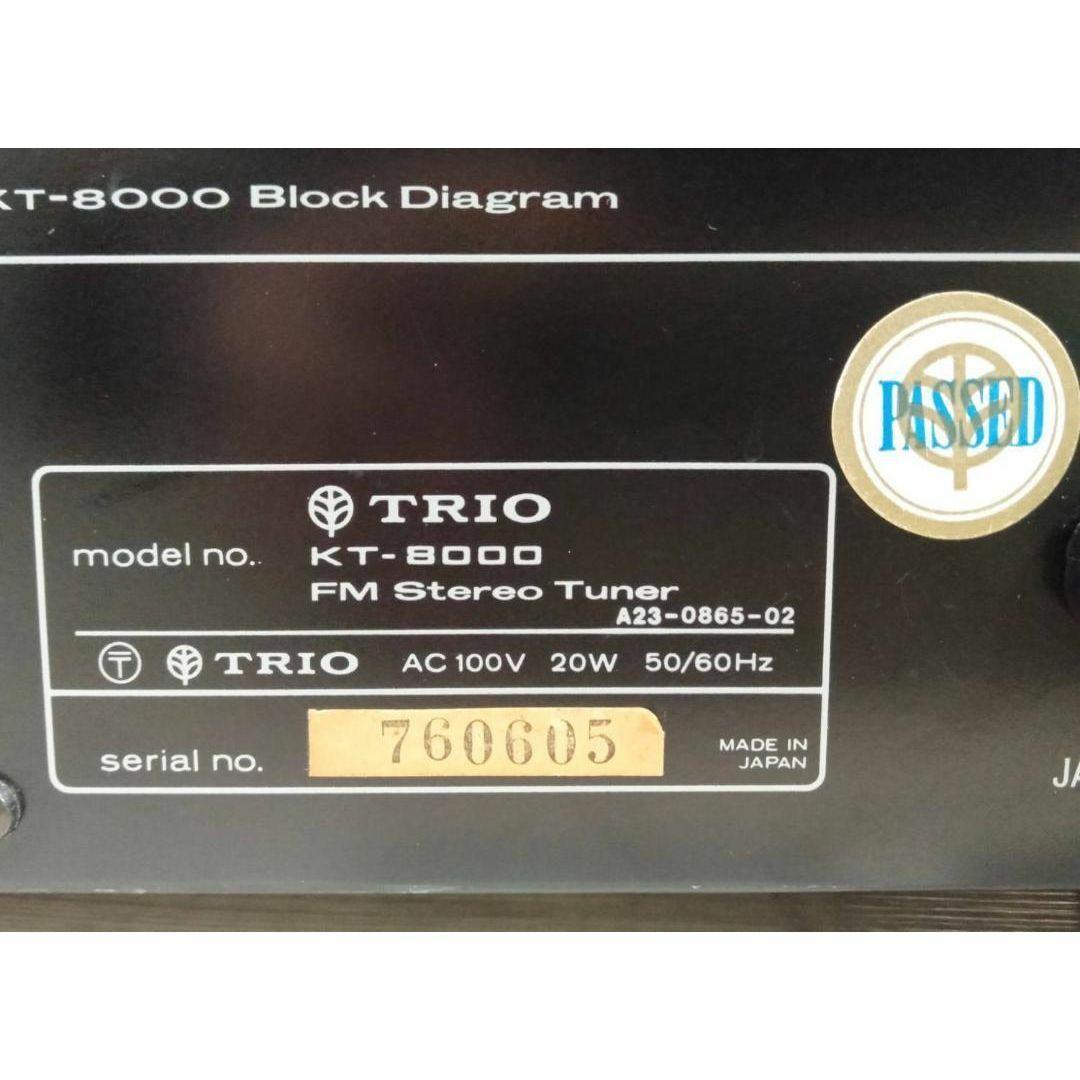 KT-8000 Block Diagram
PASSED
TRIO
model no. KT-8000
FM Stereo Tuner
A23-0865-02
〒 TRIO AC 100V 20W 50/60Hz
serial no. 760605
MADE IN
JAPAN